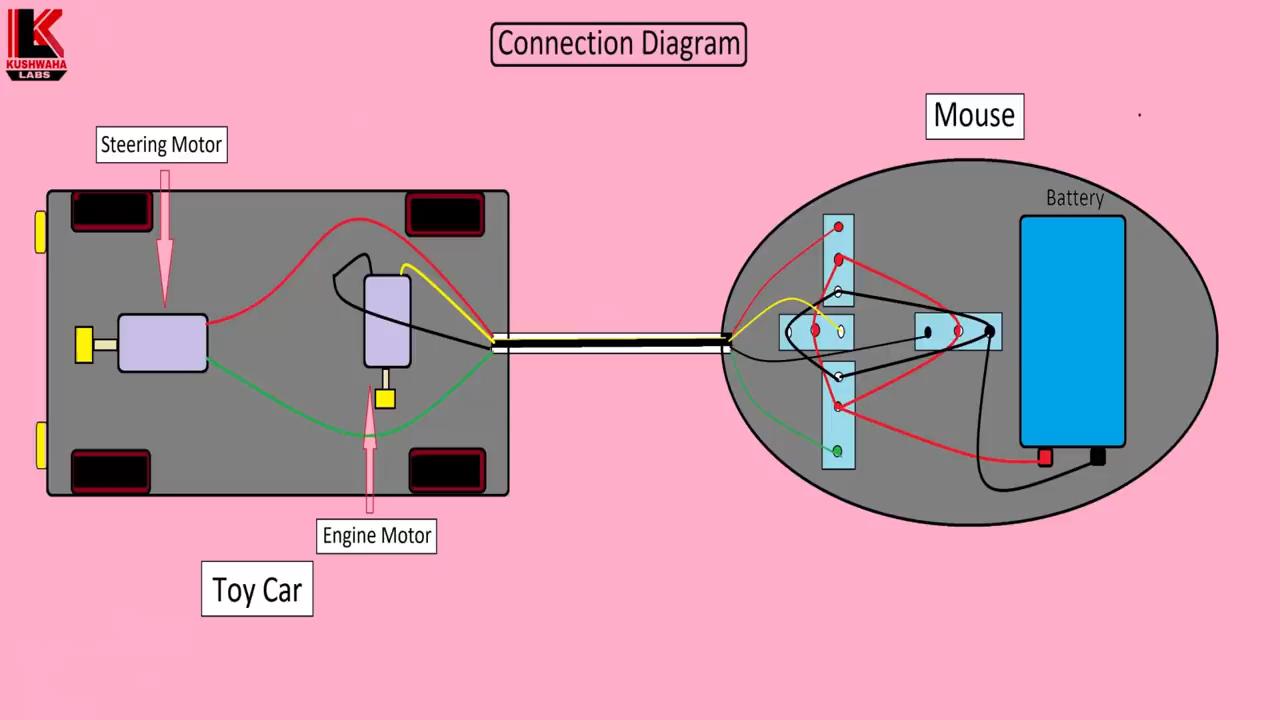 KUSHWAHA
LABS
Connection Diagram
Mouse
Steering Motor
Battery
Engine Motor
Toy Car